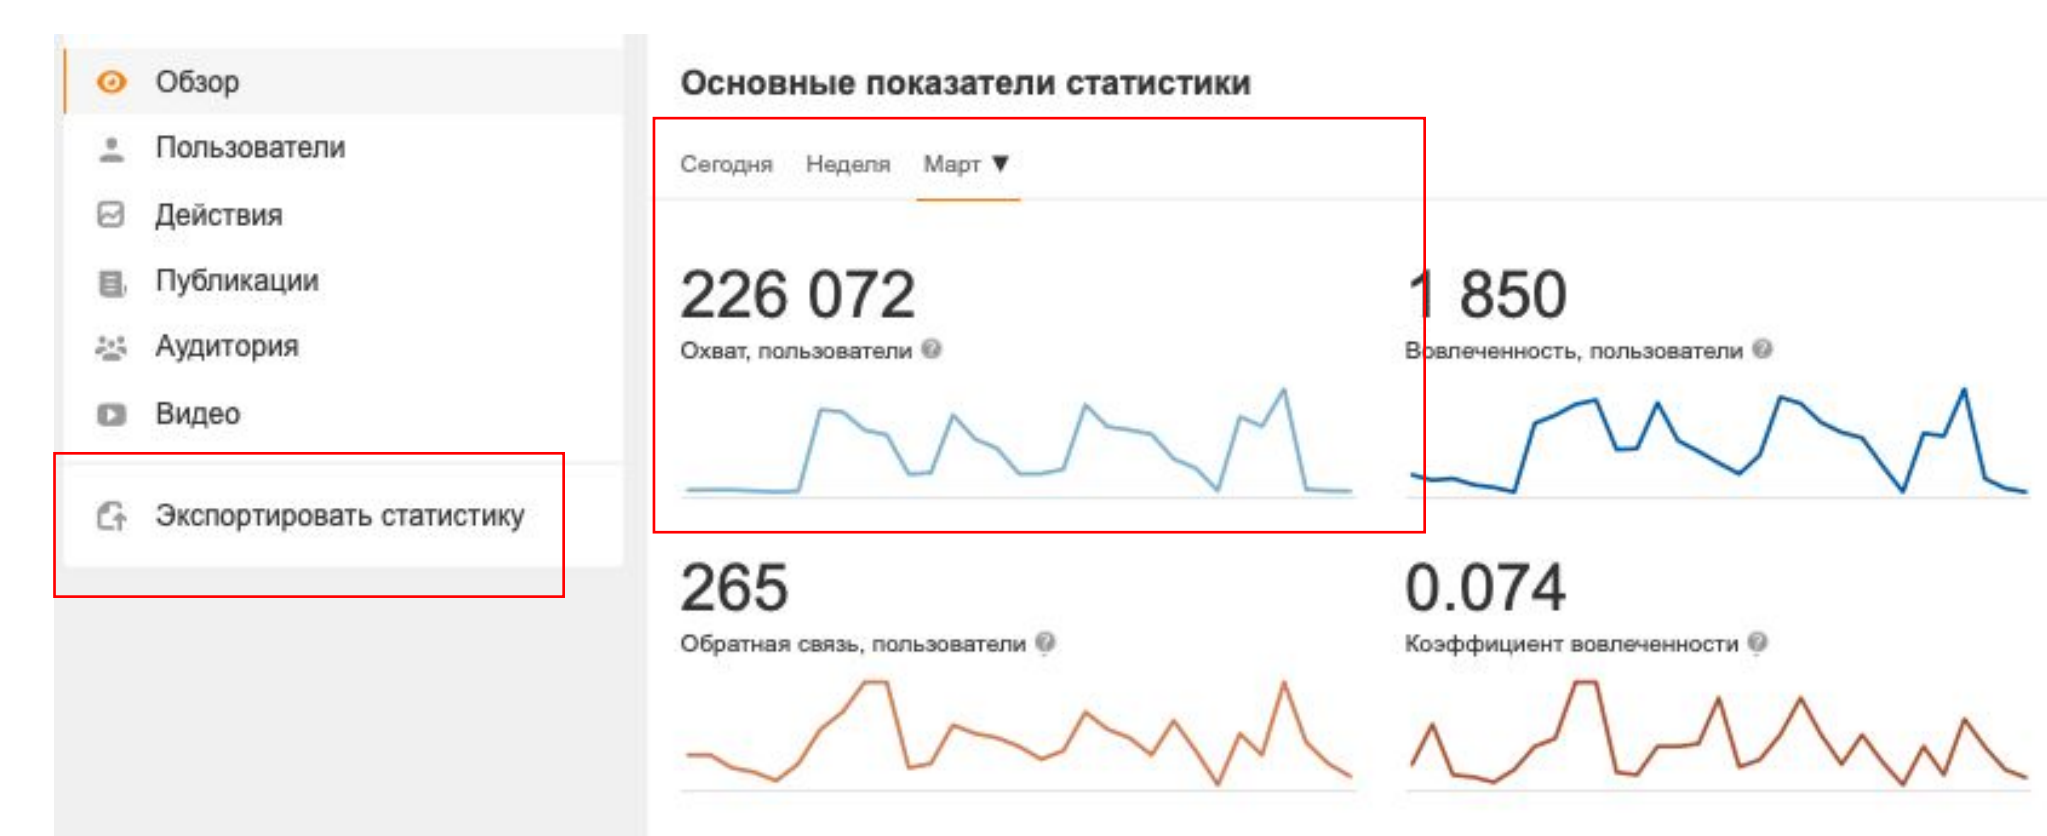 Обзор
Пользователи
Действия
Публикации
Аудитория
Видео
Экспортировать статистику
Основные показатели статистики
Сегодня Неделя Март ▼
226 072
Охват, пользователи
1 850
Вовлеченность, пользователи
265
Обратная связь, пользователи
0.074
Коэффициент вовлеченности